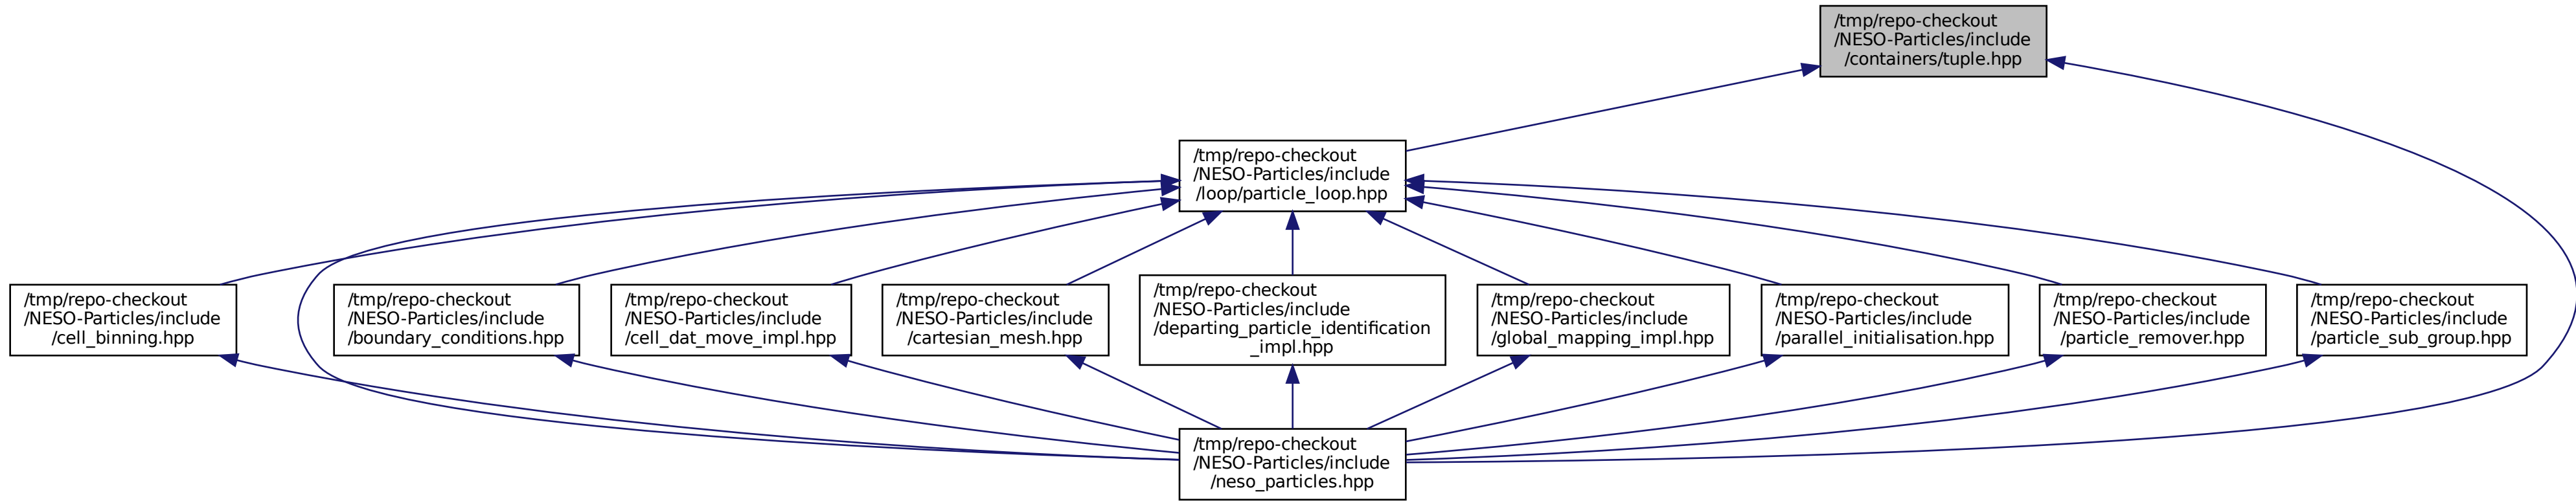 /tmp/repo-checkout
/NESO-Particles/include
/containers/tuple.hpp
/tmp/repo-checkout
/NESO-Particles/include
/loop/particle_loop.hpp
/tmp/repo-checkout
/NESO-Particles/include
/cell_binning.hpp
/tmp/repo-checkout
/NESO-Particles/include
/boundary_conditions.hpp
/tmp/repo-checkout
/NESO-Particles/include
/cell_dat_move_impl.hpp
/tmp/repo-checkout
/NESO-Particles/include
/cartesian_mesh.hpp
/tmp/repo-checkout
/NESO-Particles/include
/departing_particle_identification
_impl.hpp
/tmp/repo-checkout
/NESO-Particles/include
/global_mapping_impl.hpp
/tmp/repo-checkout
/NESO-Particles/include
/parallel_initialisation.hpp
/tmp/repo-checkout
/NESO-Particles/include
/particle_remover.hpp
/tmp/repo-checkout
/NESO-Particles/include
/particle_sub_group.hpp
/tmp/repo-checkout
/NESO-Particles/include
/neso_particles.hpp